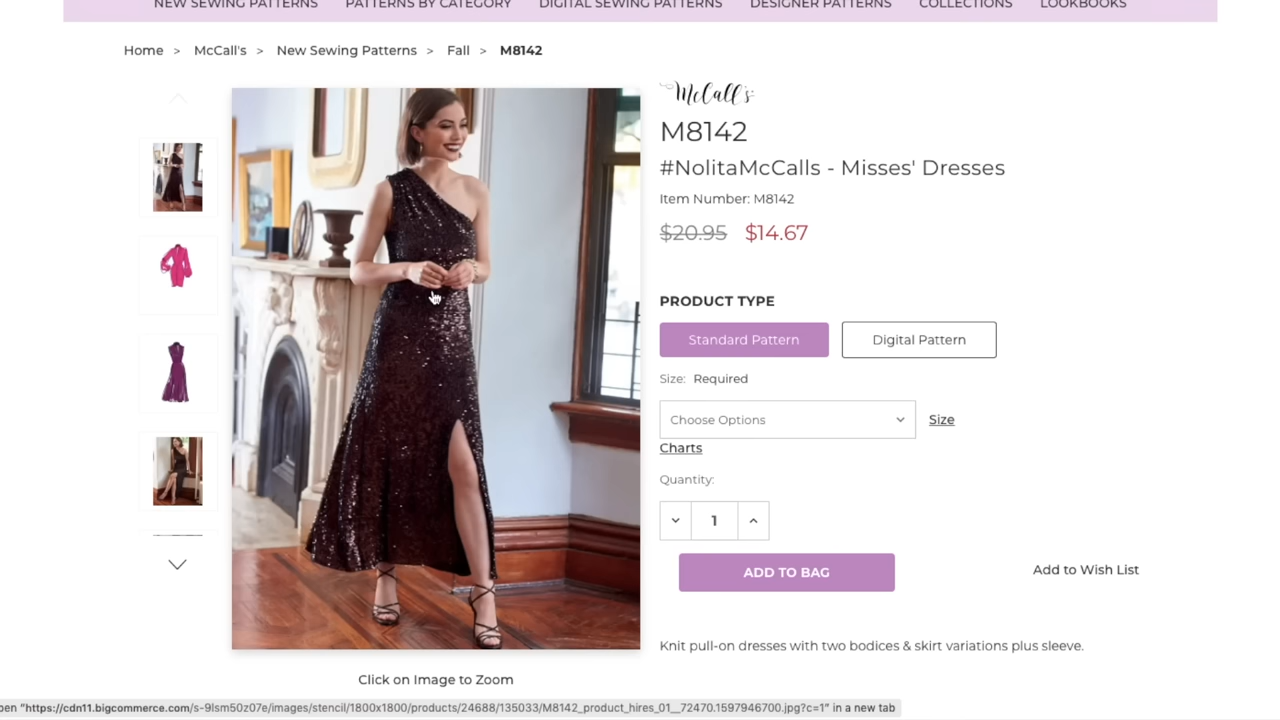 NEW SEWING PATTERNS PATTERNS BY CATEGORY DIGITAL SEWING PATTERNS DESIGNER PATTERNS COLLECTIONS LOOKBOOKS
Home > McCall's > New Sewing Patterns > Fall > M8142
McCall's
M8142
#NolitaMcCalls - Misses' Dresses
Item Number: M8142
$20.95 $14.67
PRODUCT TYPE
Standard Pattern Digital Pattern
Size: Required
Choose Options Size
Charts
Quantity:
1
ADD TO BAG Add to Wish List
Knit pull-on dresses with two bodices & skirt variations plus sleeve.
Click on Image to Zoom
pen "https://cdn11.bigcommerce.com/s-9lsm50z07e/images/stencil/1800x1800/products/24688/135033/M8142_product_hires_01__72470.1597946700.jpg?c=1" in a new tab